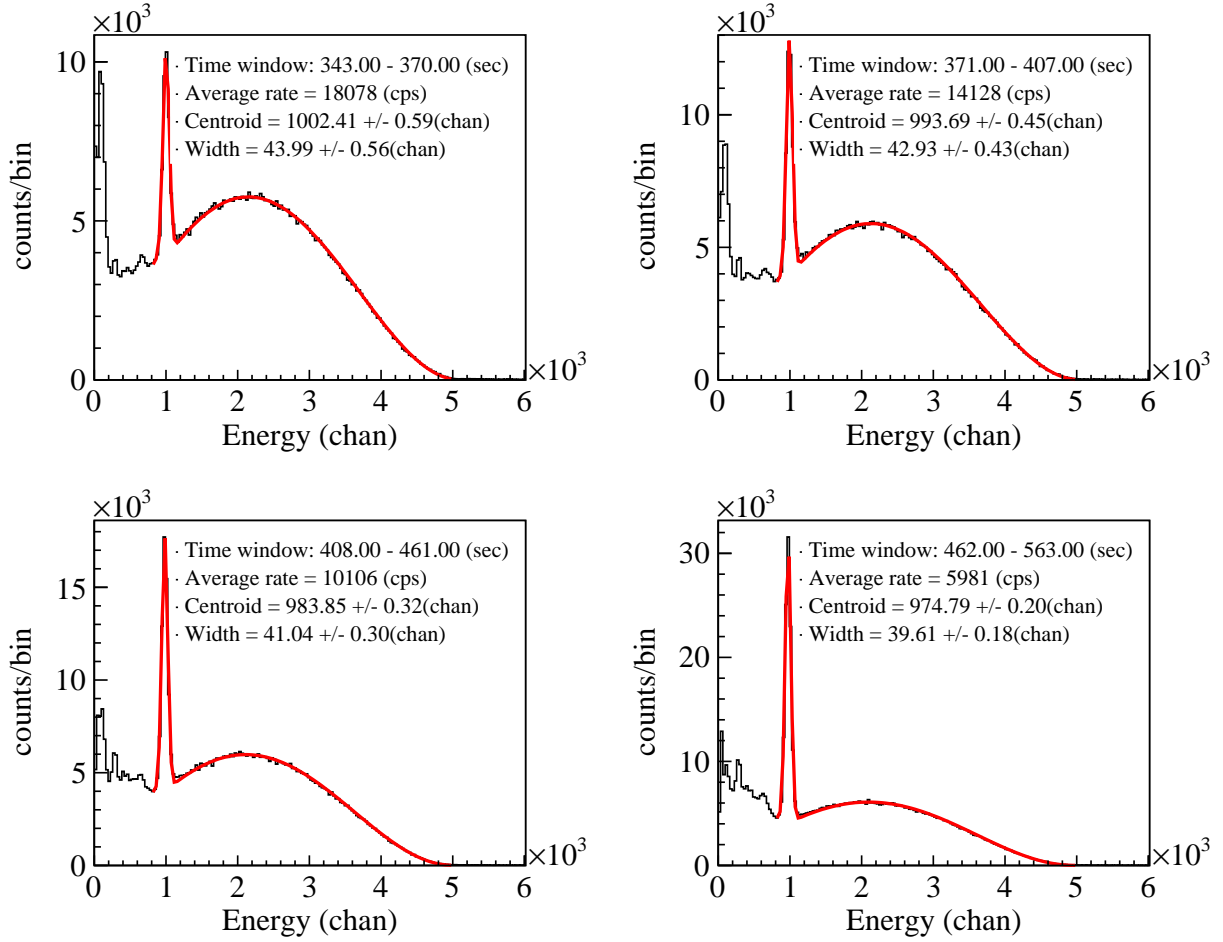 ×10³
10
5
0
counts/bin
· Time window: 343.00 - 370.00 (sec)
· Average rate = 18078 (cps)
· Centroid = 1002.41 +/- 0.59(chan)
· Width = 43.99 +/- 0.56(chan)
0 1 2 3 4 5 6
×10³
Energy (chan)
×10³
10
5
0
counts/bin
· Time window: 371.00 - 407.00 (sec)
· Average rate = 14128 (cps)
· Centroid = 993.69 +/- 0.45(chan)
· Width = 42.93 +/- 0.43(chan)
0 1 2 3 4 5 6
×10³
Energy (chan)
×10³
15
10
5
0
counts/bin
· Time window: 408.00 - 461.00 (sec)
· Average rate = 10106 (cps)
· Centroid = 983.85 +/- 0.32(chan)
· Width = 41.04 +/- 0.30(chan)
0 1 2 3 4 5 6
×10³
Energy (chan)
×10³
30
20
10
0
counts/bin
· Time window: 462.00 - 563.00 (sec)
· Average rate = 5981 (cps)
· Centroid = 974.79 +/- 0.20(chan)
· Width = 39.61 +/- 0.18(chan)
0 1 2 3 4 5 6
×10³
Energy (chan)